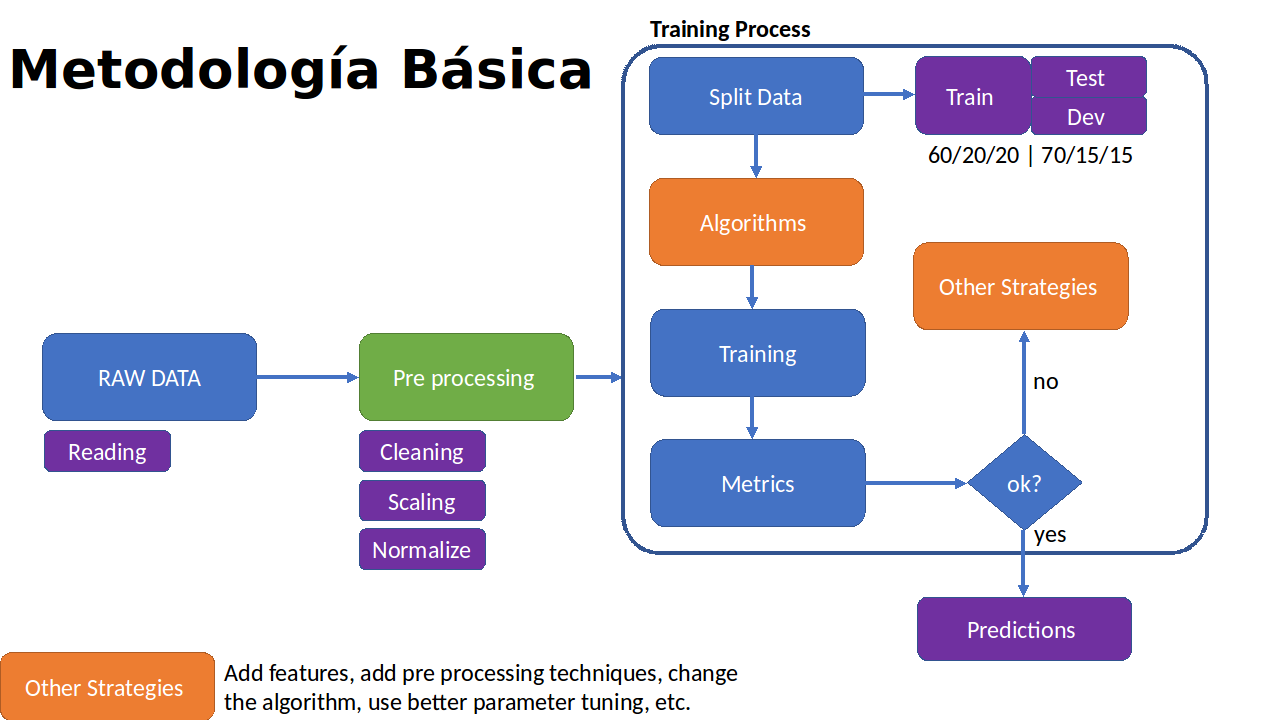 Metodología Básica
Training Process
Split Data
Train
Test
Dev
60/20/20 | 70/15/15
Algorithms
Other Strategies
Training
no
RAW DATA
Pre processing
Reading
Cleaning
Scaling
Normalize
Metrics
ok?
yes
Predictions
Other Strategies
Add features, add pre processing techniques, change
the algorithm, use better parameter tuning, etc.